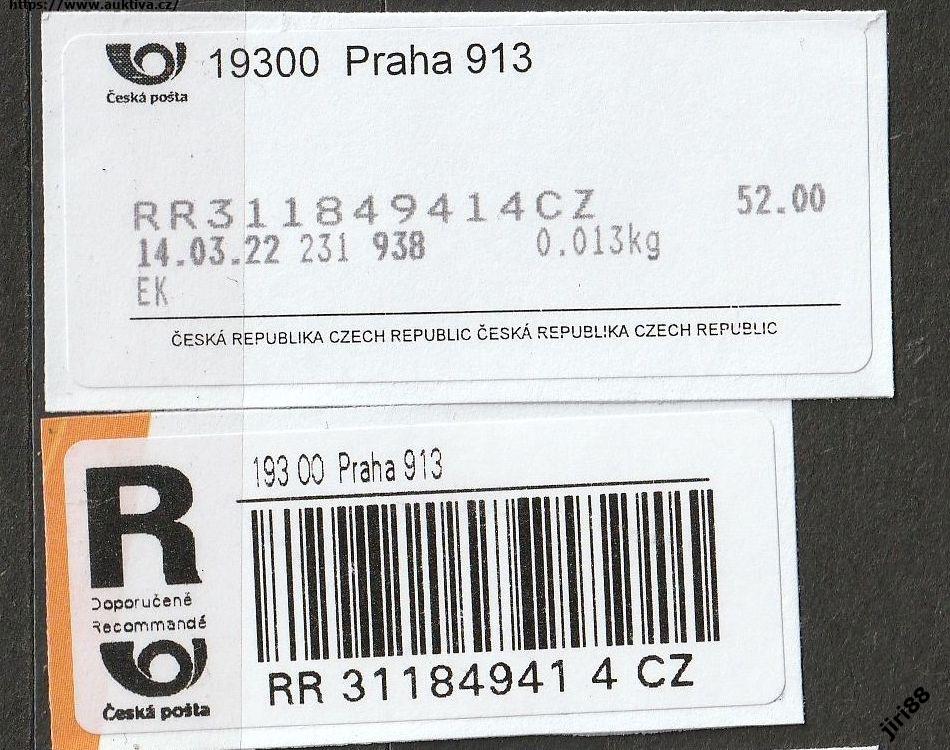 https://www.auktiva.cz/
19300 Praha 913
Česká pošta
RR311849414CZ 52.00
14.03.22 231 938 0.013kg
EK
ČESKÁ REPUBLIKA CZECH REPUBLIC ČESKÁ REPUBLIKA CZECH REPUBLIC
193 00 Praha 913
R
Doporučeně
Recommandé
Česká pošta
RR 31184941 4 CZ
jiri88